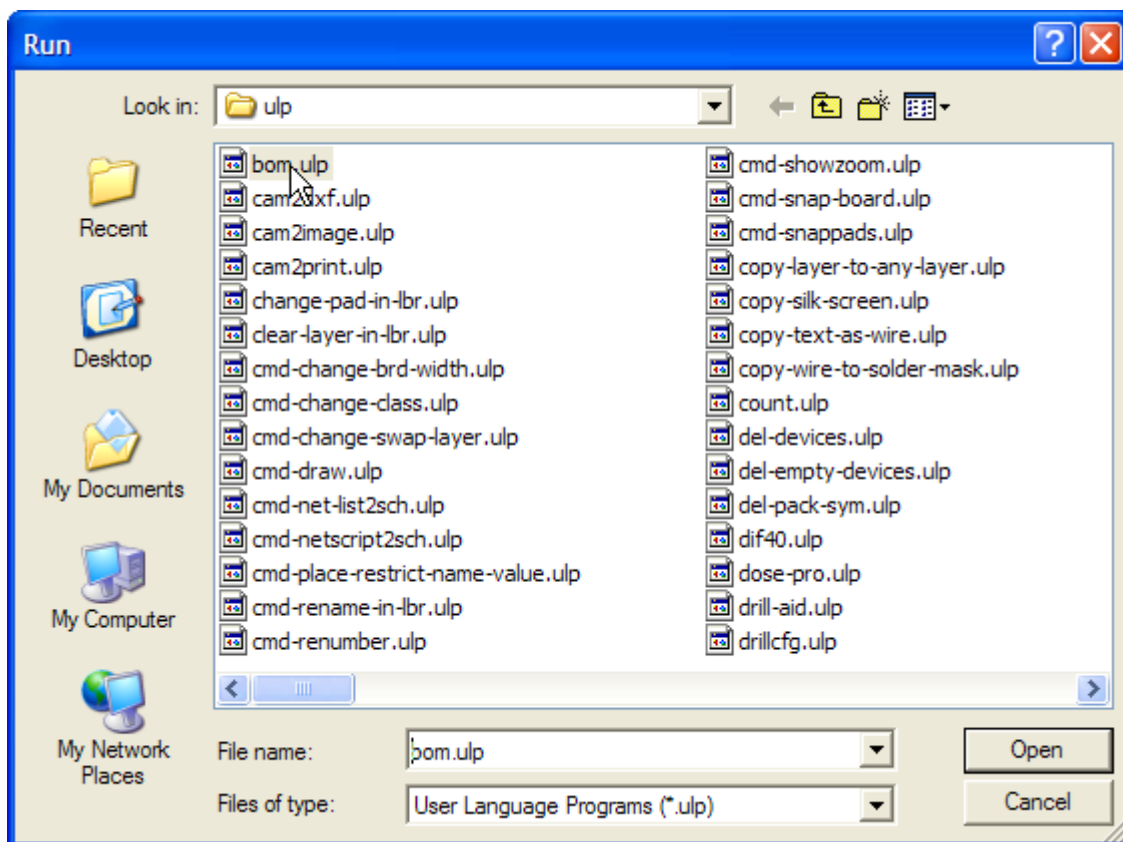 Run
Look in:
ulp
Recent
Desktop
My Documents
My Computer
My Network
Places
bom.ulp
cam2dxf.ulp
cam2image.ulp
cam2print.ulp
change-pad-in-lbr.ulp
clear-layer-in-lbr.ulp
cmd-change-brd-width.ulp
cmd-change-class.ulp
cmd-change-swap-layer.ulp
cmd-draw.ulp
cmd-net-list2sch.ulp
cmd-netscript2sch.ulp
cmd-place-restrict-name-value.ulp
cmd-rename-in-lbr.ulp
cmd-renumber.ulp
cmd-showzoom.ulp
cmd-snap-board.ulp
cmd-snappads.ulp
copy-layer-to-any-layer.ulp
copy-silk-screen.ulp
copy-text-as-wire.ulp
copy-wire-to-solder-mask.ulp
count.ulp
del-devices.ulp
del-empty-devices.ulp
del-pack-sym.ulp
dif40.ulp
dose-pro.ulp
drill-aid.ulp
drillcfg.ulp
File name:
bom.ulp
Open
Files of type:
User Language Programs (*.ulp)
Cancel